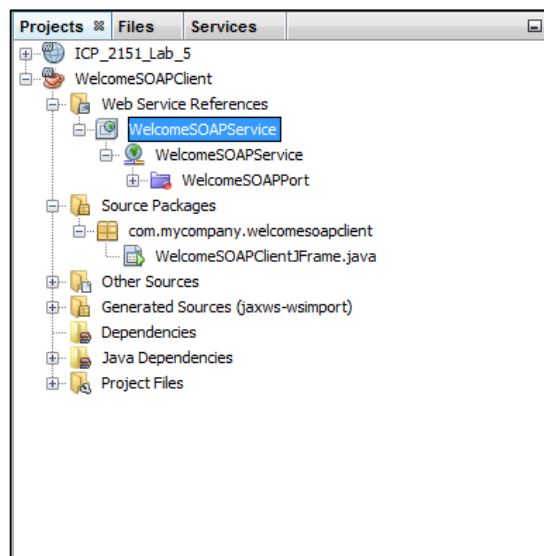 Projects Files Services
ICP_2151_Lab_5
WelcomeSOAPClient
Web Service References
WelcomeSOAPService
WelcomeSOAPService
WelcomeSOAPPort
Source Packages
com.mycompany.welcomesoapclient
WelcomeSOAPClientJFrame.java
Other Sources
Generated Sources (jaxws-wsimport)
Dependencies
Java Dependencies
Project Files